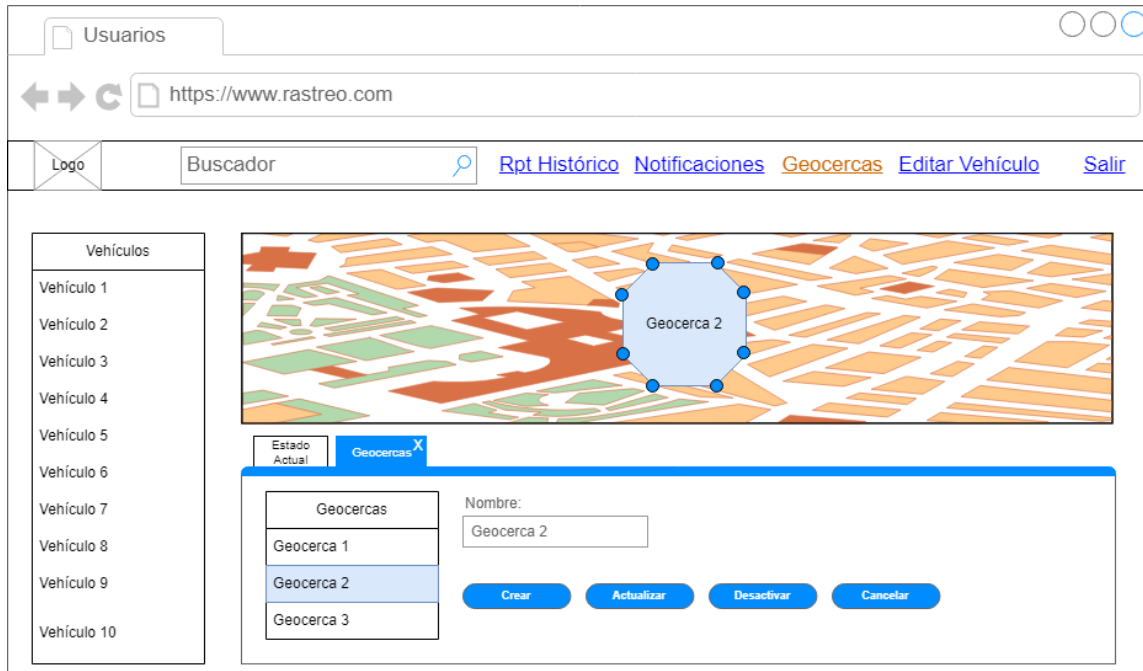 Usuarios
https://www.rastreo.com
Logo
Buscador
Rpt Histórico
Notificaciones
Geocercas
Editar Vehículo
Salir
Vehículos
Vehículo 1
Vehículo 2
Vehículo 3
Vehículo 4
Vehículo 5
Vehículo 6
Vehículo 7
Vehículo 8
Vehículo 9
Vehículo 10
Geocerca 2
Estado
Actual
Geocercas X
Geocercas
Geocerca 1
Geocerca 2
Geocerca 3
Nombre:
Geocerca 2
Crear
Actualizar
Desactivar
Cancelar